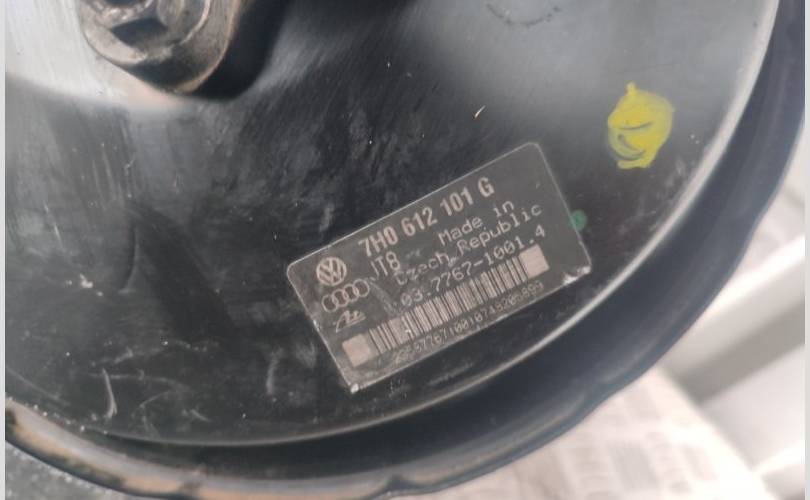 7H0 612 101 G
JT8 Made in
Czech Republic
03.7767-1001.4